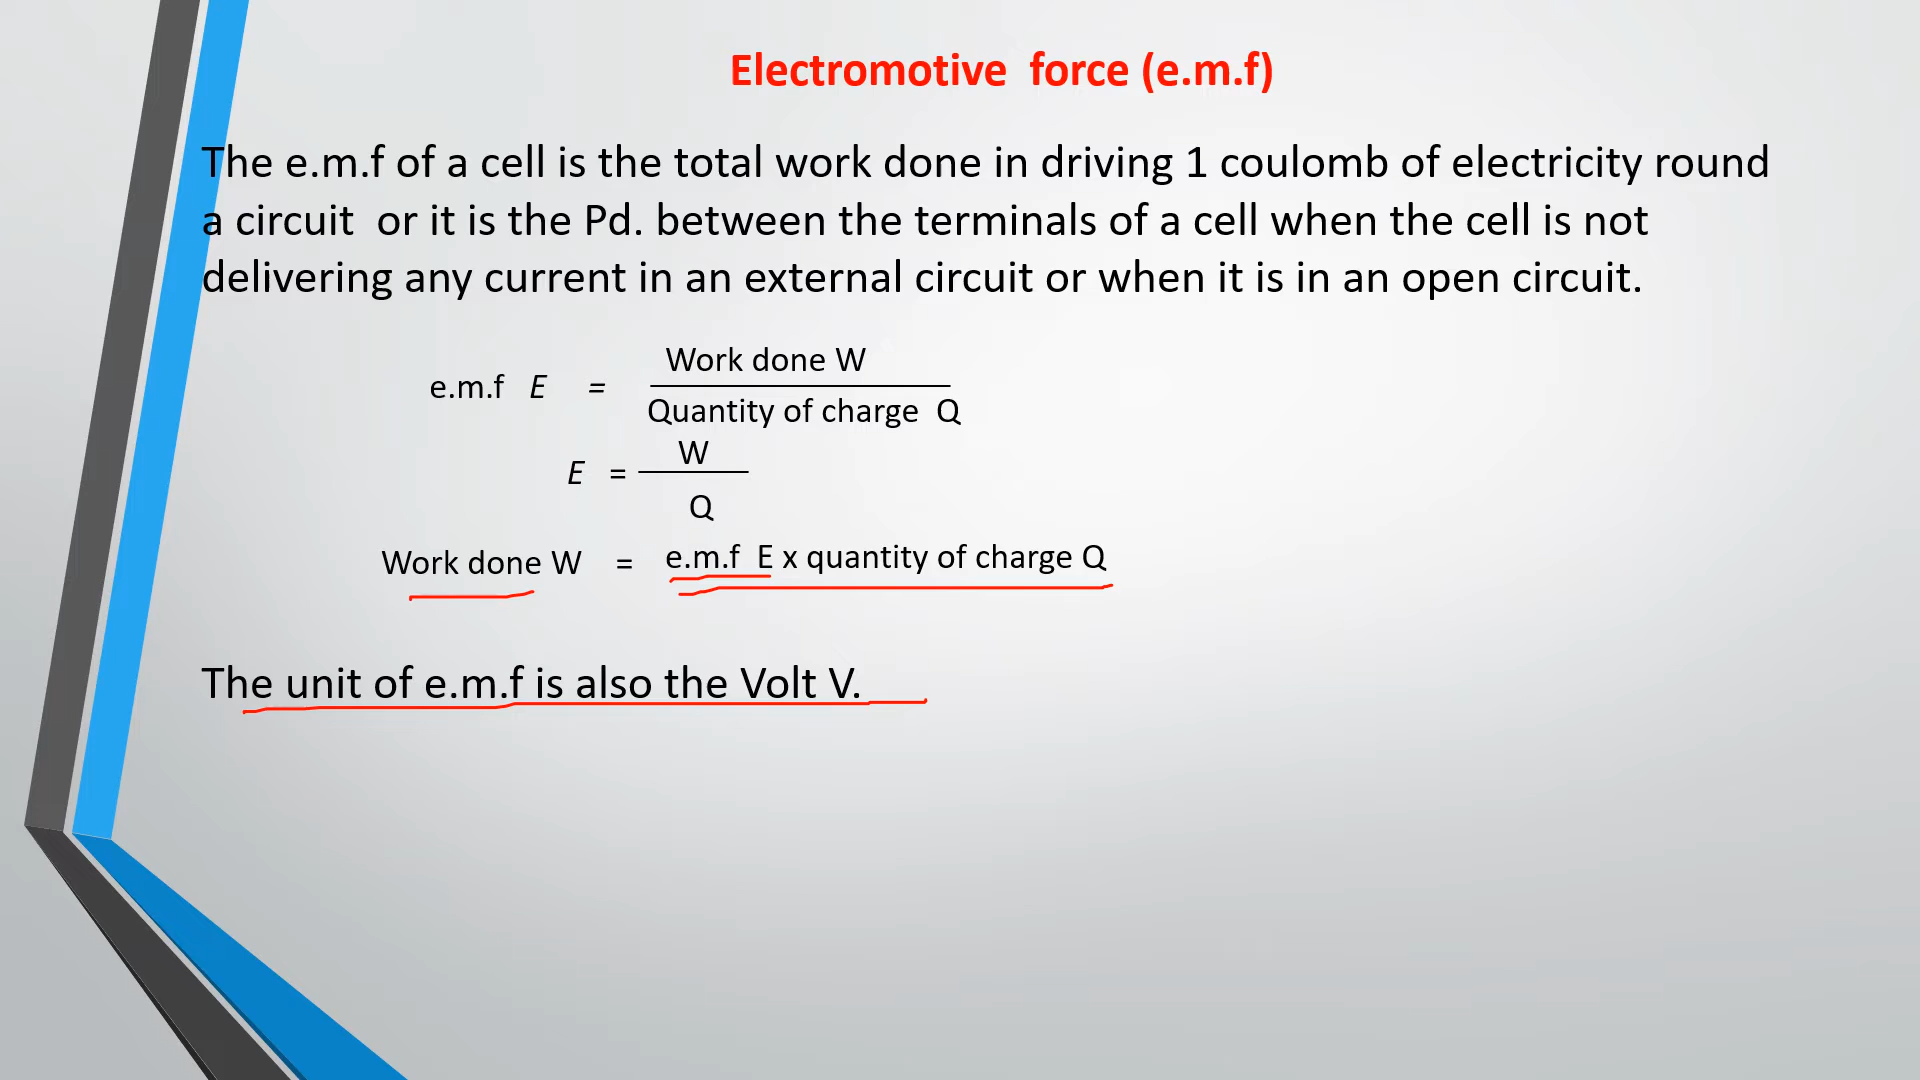 Electromotive force (e.m.f)
The e.m.f of a cell is the total work done in driving 1 coulomb of electricity round
a circuit or it is the Pd. between the terminals of a cell when the cell is not
delivering any current in an external circuit or when it is in an open circuit.
Work done W
e.m.f E =
Quantity of charge Q
W
E =
Q
Work done W = e.m.f E x quantity of charge Q
The unit of e.m.f is also the Volt V.